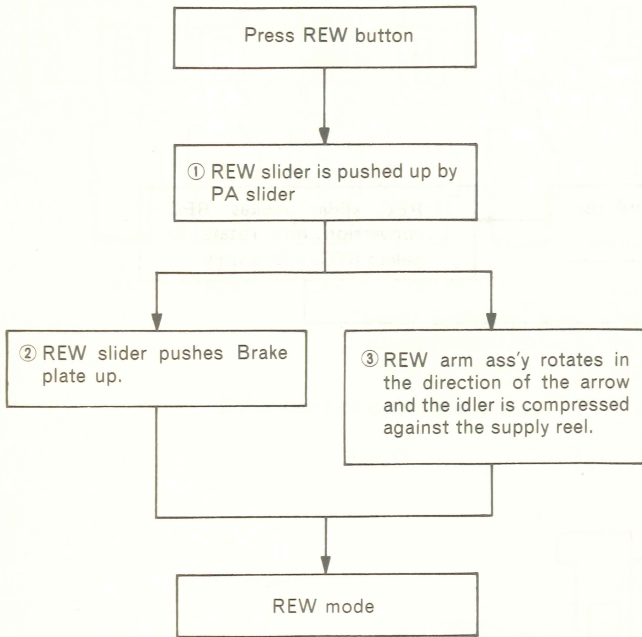 Press REW button
① REW slider is pushed up by
PA slider
② REW slider pushes Brake
plate up.
③ REW arm ass'y rotates in
the direction of the arrow
and the idler is compressed
against the supply reel.
REW mode